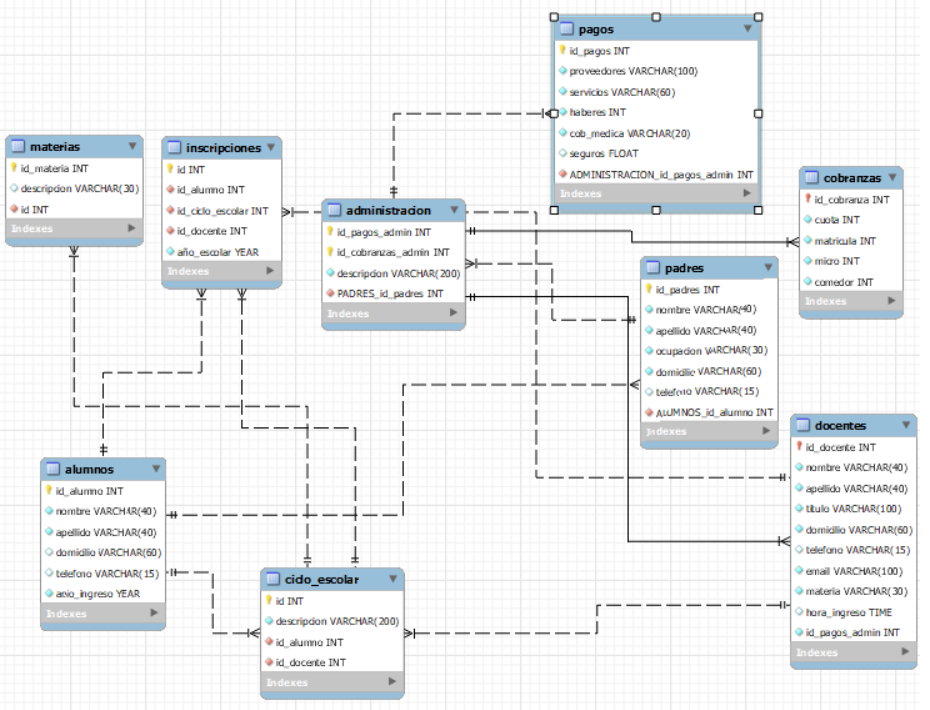 pagos
id_pagos INT
proveedores VARCHAR(100)
servicios VARCHAR(60)
haberes INT
cob_medica VARCHAR(20)
seguros FLOAT
ADMINISTRACION_id_pagos_admin INT
Indexes
materias
id_materia INT
descripcion VARCHAR(30)
id INT
Indexes
inscripciones
id INT
id_alumno INT
id_ciclo_escolar INT
id_docente INT
año_escolar YEAR
Indexes
administracion
id_pagos_admin INT
id_cobranzas_admin INT
descripcion VARCHAR(200)
PADRES_id_padres INT
Indexes
cobranzas
id_cobranza INT
cuota INT
matricula INT
micro INT
comedor INT
Indexes
padres
id_padres INT
nombre VARCHAR(40)
apellido VARCHAR(40)
ocupacion VARCHAR(30)
domicilio VARCHAR(60)
telefono VARCHAR(15)
ALUMNOS_id_alumno INT
Indexes
docentes
id_docente INT
nombre VARCHAR(40)
apellido VARCHAR(40)
titulo VARCHAR(100)
domicilio VARCHAR(60)
telefono VARCHAR(15)
email VARCHAR(100)
materia VARCHAR(30)
hora_ingreso TIME
id_pagos_admin INT
Indexes
alumnos
id_alumno INT
nombre VARCHAR(40)
apellido VARCHAR(40)
domicilio VARCHAR(60)
telefono VARCHAR(15)
anio_ingreso YEAR
Indexes
ciclo_escolar
id INT
descripcion VARCHAR(200)
id_alumno INT
id_docente INT
Indexes